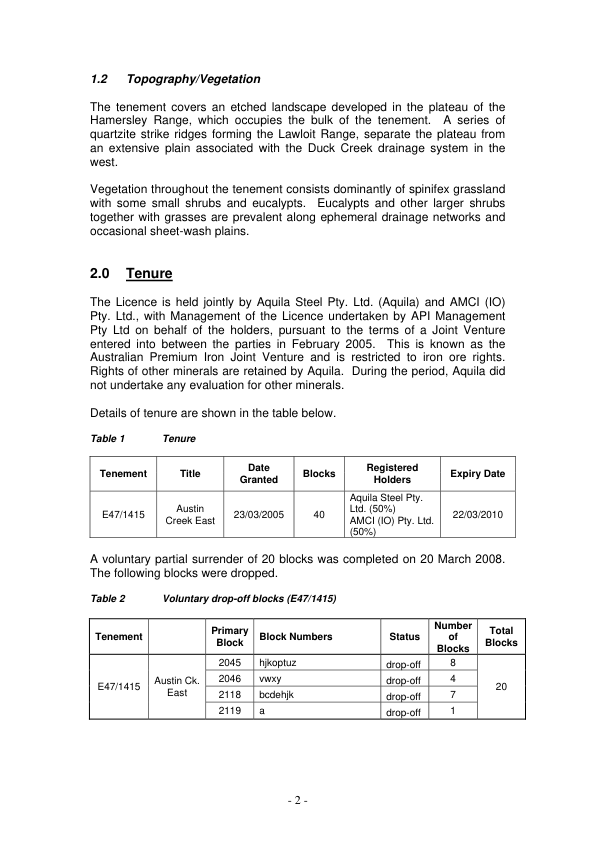 1.2 Topography/Vegetation
The tenement covers an etched landscape developed in the plateau of the
Hamersley Range, which occupies the bulk of the tenement. A series of
quartzite strike ridges forming the Lawloit Range, separate the plateau from
an extensive plain associated with the Duck Creek drainage system in the
west.
Vegetation throughout the tenement consists dominantly of spinifex grassland
with some small shrubs and eucalypts. Eucalypts and other larger shrubs
together with grasses are prevalent along ephemeral drainage networks and
occasional sheet-wash plains.
2.0 Tenure
The Licence is held jointly by Aquila Steel Pty. Ltd. (Aquila) and AMCI (IO)
Pty. Ltd., with Management of the Licence undertaken by API Management
Pty Ltd on behalf of the holders, pursuant to the terms of a Joint Venture
entered into between the parties in February 2005. This is known as the
Australian Premium Iron Joint Venture and is restricted to iron ore rights.
Rights of other minerals are retained by Aquila. During the period, Aquila did
not undertake any evaluation for other minerals.
Details of tenure are shown in the table below.
Table 1 Tenure
Tenement Title Date Granted Blocks Registered Holders Expiry Date
E47/1415 Austin Creek East 23/03/2005 40 Aquila Steel Pty. Ltd. (50%) AMCI (IO) Pty. Ltd. (50%) 22/03/2010
A voluntary partial surrender of 20 blocks was completed on 20 March 2008.
The following blocks were dropped.
Table 2 Voluntary drop-off blocks (E47/1415)
Tenement Primary Block Block Numbers Status Number of Blocks Total Blocks
E47/1415 Austin Ck. East 2045 hjkoptuz drop-off 8 20
2046 vwxy drop-off 4
2118 bcdehjk drop-off 7
2119 a drop-off 1
- 2 -